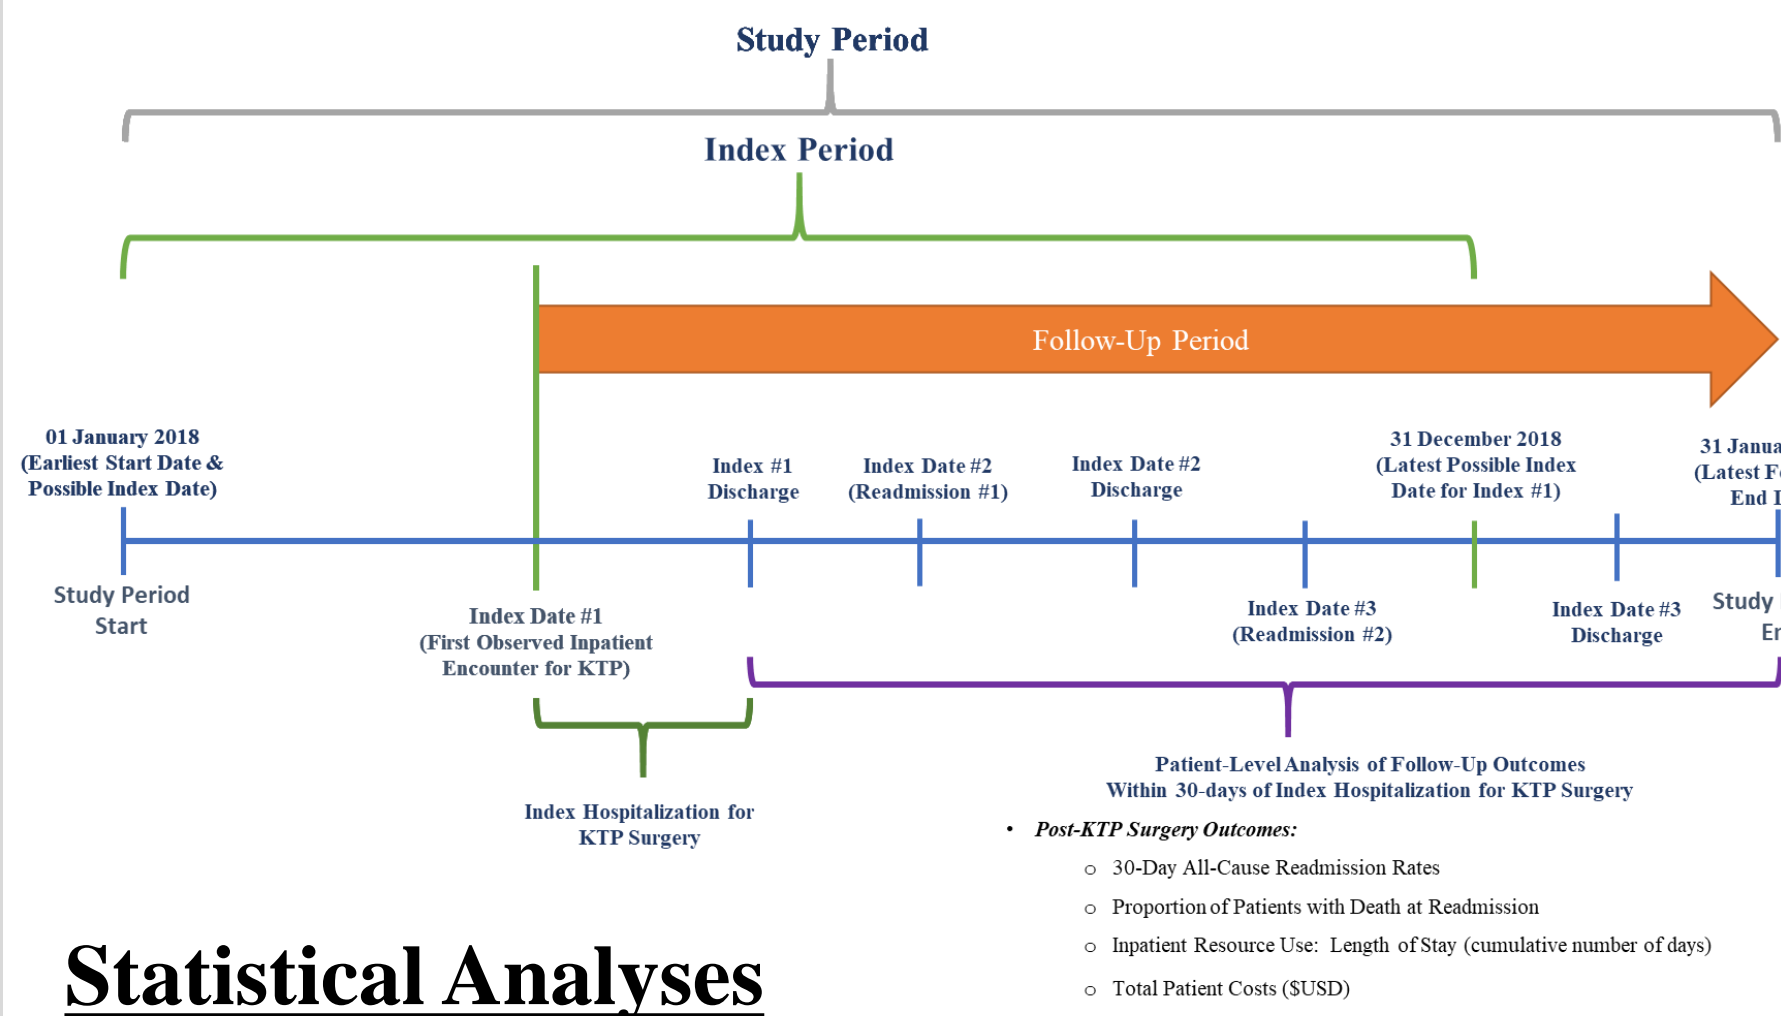 Study Period
Index Period
Follow-Up Period
01 January 2018
(Earliest Start Date &
Possible Index Date)
Index #1
Discharge
Index Date #2
(Readmission #1)
Index Date #2
Discharge
31 December 2018
(Latest Possible Index
Date for Index #1)
31
(Latest
End
Study Period
Start
Index Date #1
(First Observed Inpatient
Encounter for KTP)
Index Date #3
(Readmission #2)
Index Date #3
Discharge
Study
Index Hospitalization for
KTP Surgery
Patient-Level Analysis of Follow-Up Outcomes
Within 30-days of Index Hospitalization for KTP Surgery
• Post-KTP Surgery Outcomes:
o 30-Day All-Cause Readmission Rates
o Proportion of Patients with Death at Readmission
o Inpatient Resource Use: Length of Stay (cumulative number of days)
o Total Patient Costs ($USD)
Statistical Analyses